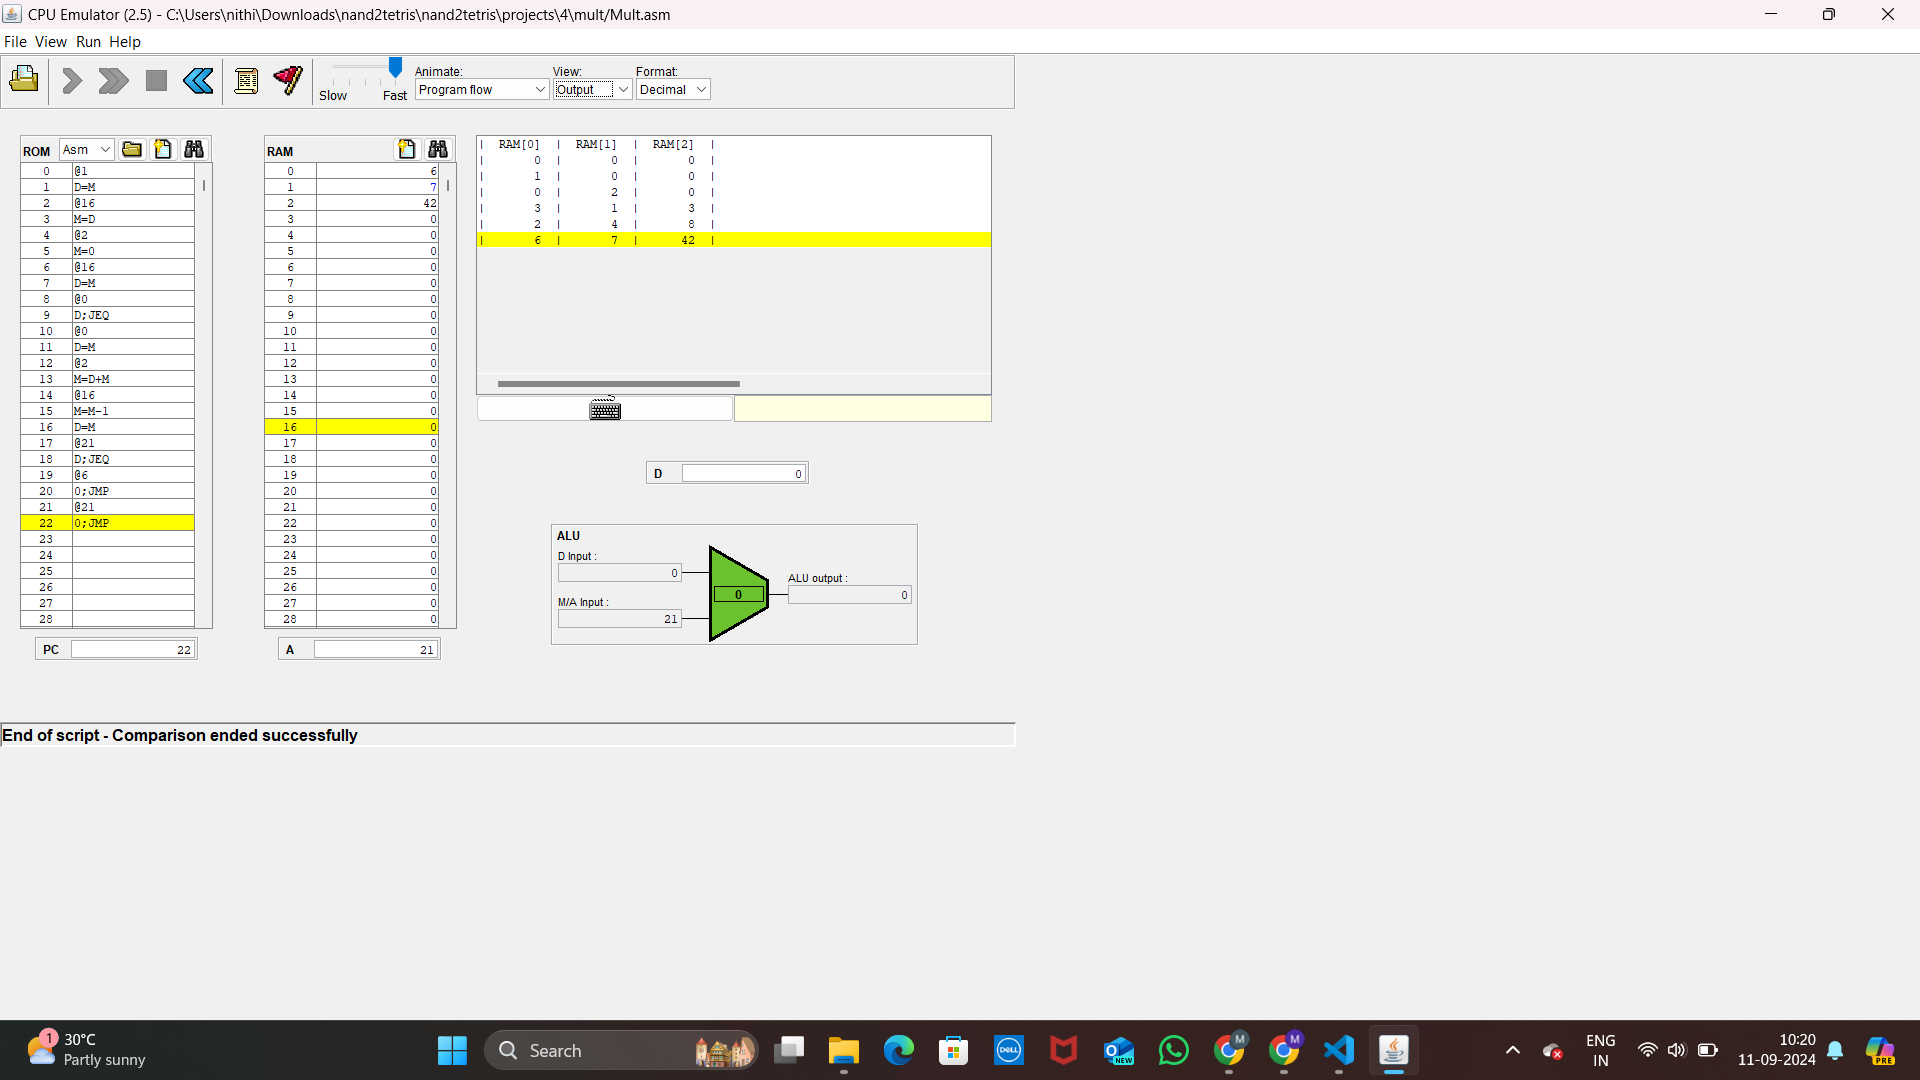 CPU Emulator (2.5) - C:\Users\nithi\Downloads\nand2tetris\nand2tetris\projects\4\mult/Mult.asm
File View Run Help
Slow Fast
Animate:
Program flow
View:
Output
Format:
Decimal
ROM Asm
0 @1
1 D=M
2 @16
3 M=D
4 @2
5 M=0
6 @16
7 D=M
8 @0
9 D;JEQ
10 @0
11 D=M
12 @2
13 M=D+M
14 @16
15 M=M-1
16 D=M
17 @21
18 D;JEQ
19 @6
20 0;JMP
21 @21
22 0;JMP
23
24
25
26
27
28
PC 22
RAM
0 6
1 7
2 42
3 0
4 0
5 0
6 0
7 0
8 0
9 0
10 0
11 0
12 0
13 0
14 0
15 0
16 0
17 0
18 0
19 0
20 0
21 0
22 0
23 0
24 0
25 0
26 0
27 0
28 0
A 21
| RAM[0] | RAM[1] | RAM[2] |
| 0 | 0 | 0 |
| 1 | 0 | 0 |
| 0 | 2 | 0 |
| 3 | 1 | 3 |
| 2 | 4 | 8 |
| 6 | 7 | 42 |
D 0
ALU
D Input :
0
M/A Input :
21
0
ALU output :
0
End of script - Comparison ended successfully
1
30°C
Partly sunny
Search
DELL
NEW
M
M
ENG
IN
10:20
11-09-2024
PRE